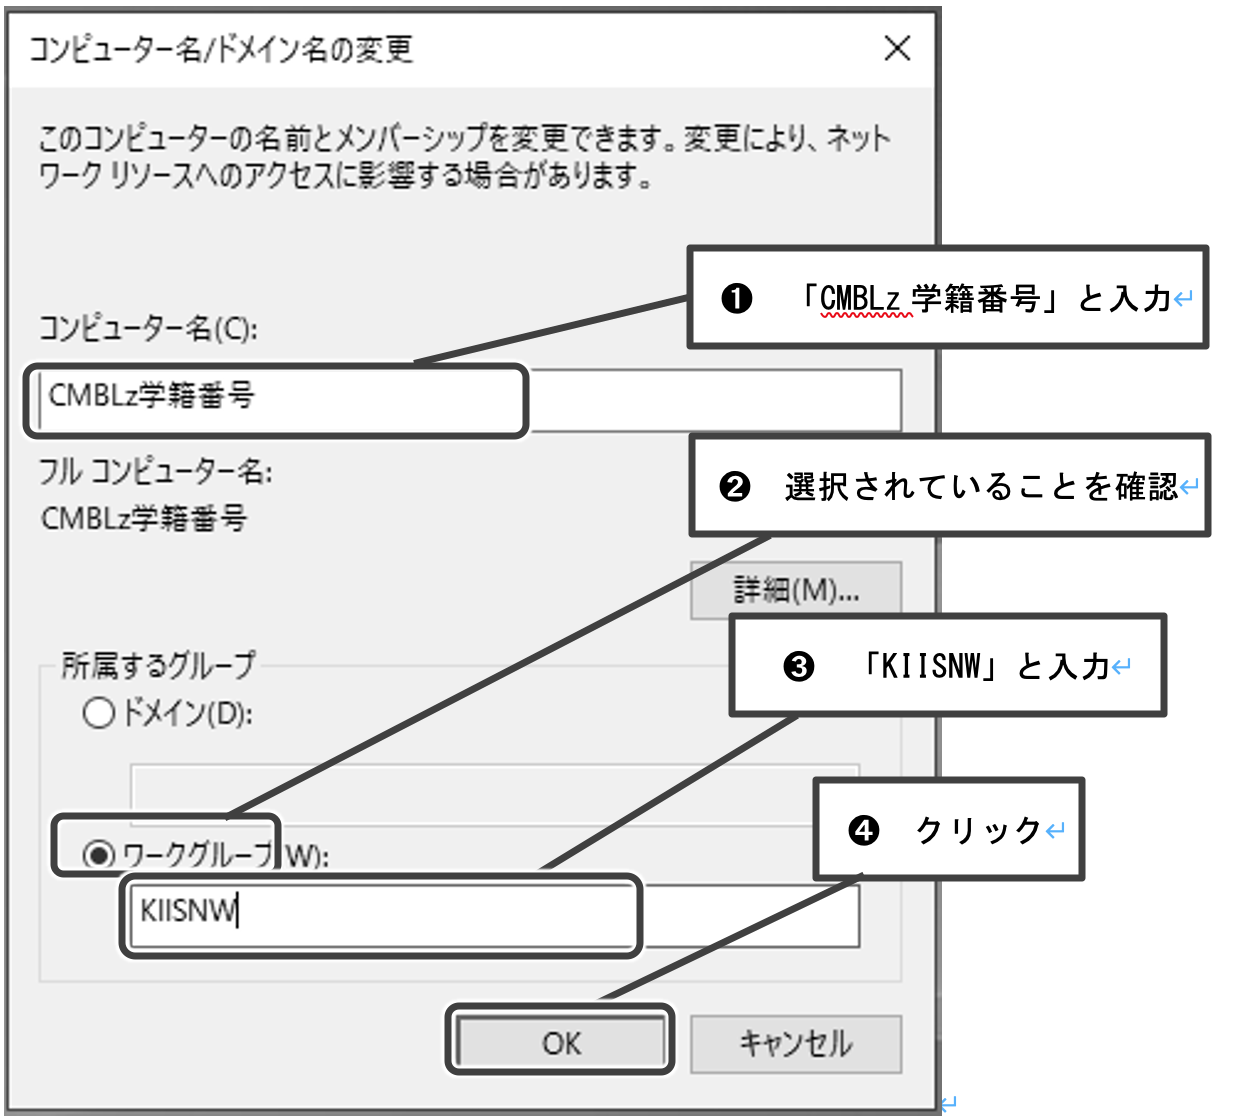 コンピューター名/ドメイン名の変更
このコンピューターの名前とメンバーシップを変更できます。変更により、ネット
ワーク リソースへのアクセスに影響する場合があります。
❶ 「CMBLz 学籍番号」と入力↵
コンピューター名(C):
CMBLz学籍番号
フル コンピューター名:
CMBLz学籍番号
❷ 選択されていることを確認↵
詳細(M)...
❸ 「KIISNW」と入力↵
所属するグループ
ドメイン(D):
❹ クリック↵
ワークグループ(W):
KIISNW
OK
キャンセル
↵